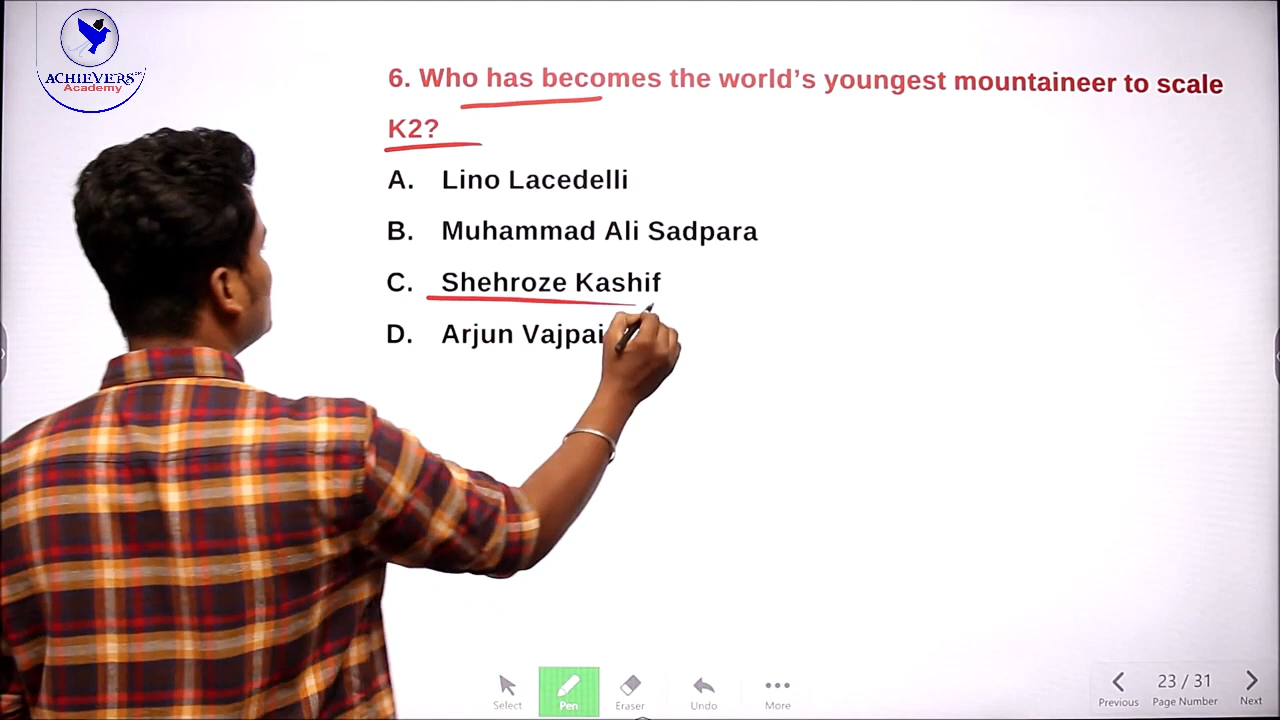 ACHIEVERS
Academy
6. Who has becomes the world's youngest mountaineer to scale
K2?
A. Lino Lacedelli
B. Muhammad Ali Sadpara
C. Shehroze Kashif
D. Arjun Vajpai
Select
Pen
Eraser
Undo
More
Previous
23 / 31
Page Number
Next